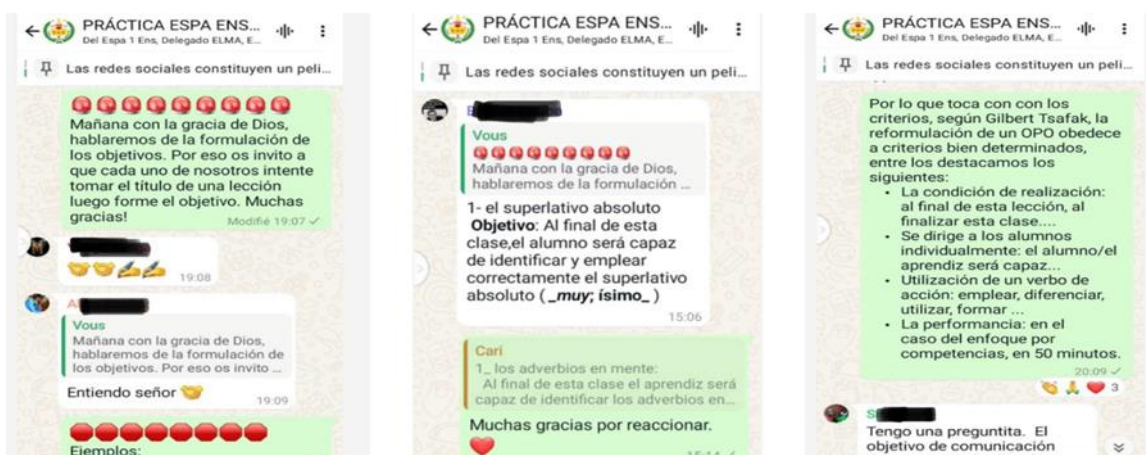 PRÁCTICA ESPA ENS...
Del Espa 1 Ens, Delegado ELMA, E...
Las redes sociales constituyen un peli...
Mañana con la gracia de Dios,
hablaremos de la formulación de
los objetivos. Por eso os invito a
que cada uno de nosotros intente
tomar el título de una lección
luego forme el objetivo. Muchas
gracias!
Modifié 19:07
19:08
A
Vous
Mañana con la gracia de Dios,
hablaremos de la formulación de
los objetivos. Por eso os invito ...
Entiendo señor
19:09
Ejemplos:
PRÁCTICA ESPA ENS...
Del Espa 1 Ens, Delegado ELMA, E...
Las redes sociales constituyen un peli...
Vous
Mañana con la gracia de Dios,
hablaremos de la formulación ...
1- el superlativo absoluto
Objetivo: Al final de esta
clase,el alumno será capaz
de identificar y emplear
correctamente el superlativo
absoluto ( _muy; ísimo_ )
15:06
Cari
1_ los adverbios en mente:
Al final de esta clase el aprendiz será
capaz de identificar los adverbios en...
Muchas gracias por reaccionar.
15:14
PRÁCTICA ESPA ENS...
Del Espa 1 Ens, Delegado ELMA, E...
Las redes sociales constituyen un peli...
Por lo que toca con con los
criterios, según Gilbert Tsafak, la
reformulación de un OPO obedece
a criterios bien determinados,
entre los destacamos los
siguientes:
• La condición de realización:
al final de esta lección, al
finalizar esta clase....
• Se dirige a los alumnos
individualmente: el alumno/el
aprendiz será capaz...
• Utilización de un verbo de
acción: emplear, diferenciar,
utilizar, formar ...
• La performancia: en el
caso del enfoque por
competencias, en 50 minutos.
20:09
3
S
Tengo una preguntita. El
objetivo de comunicación